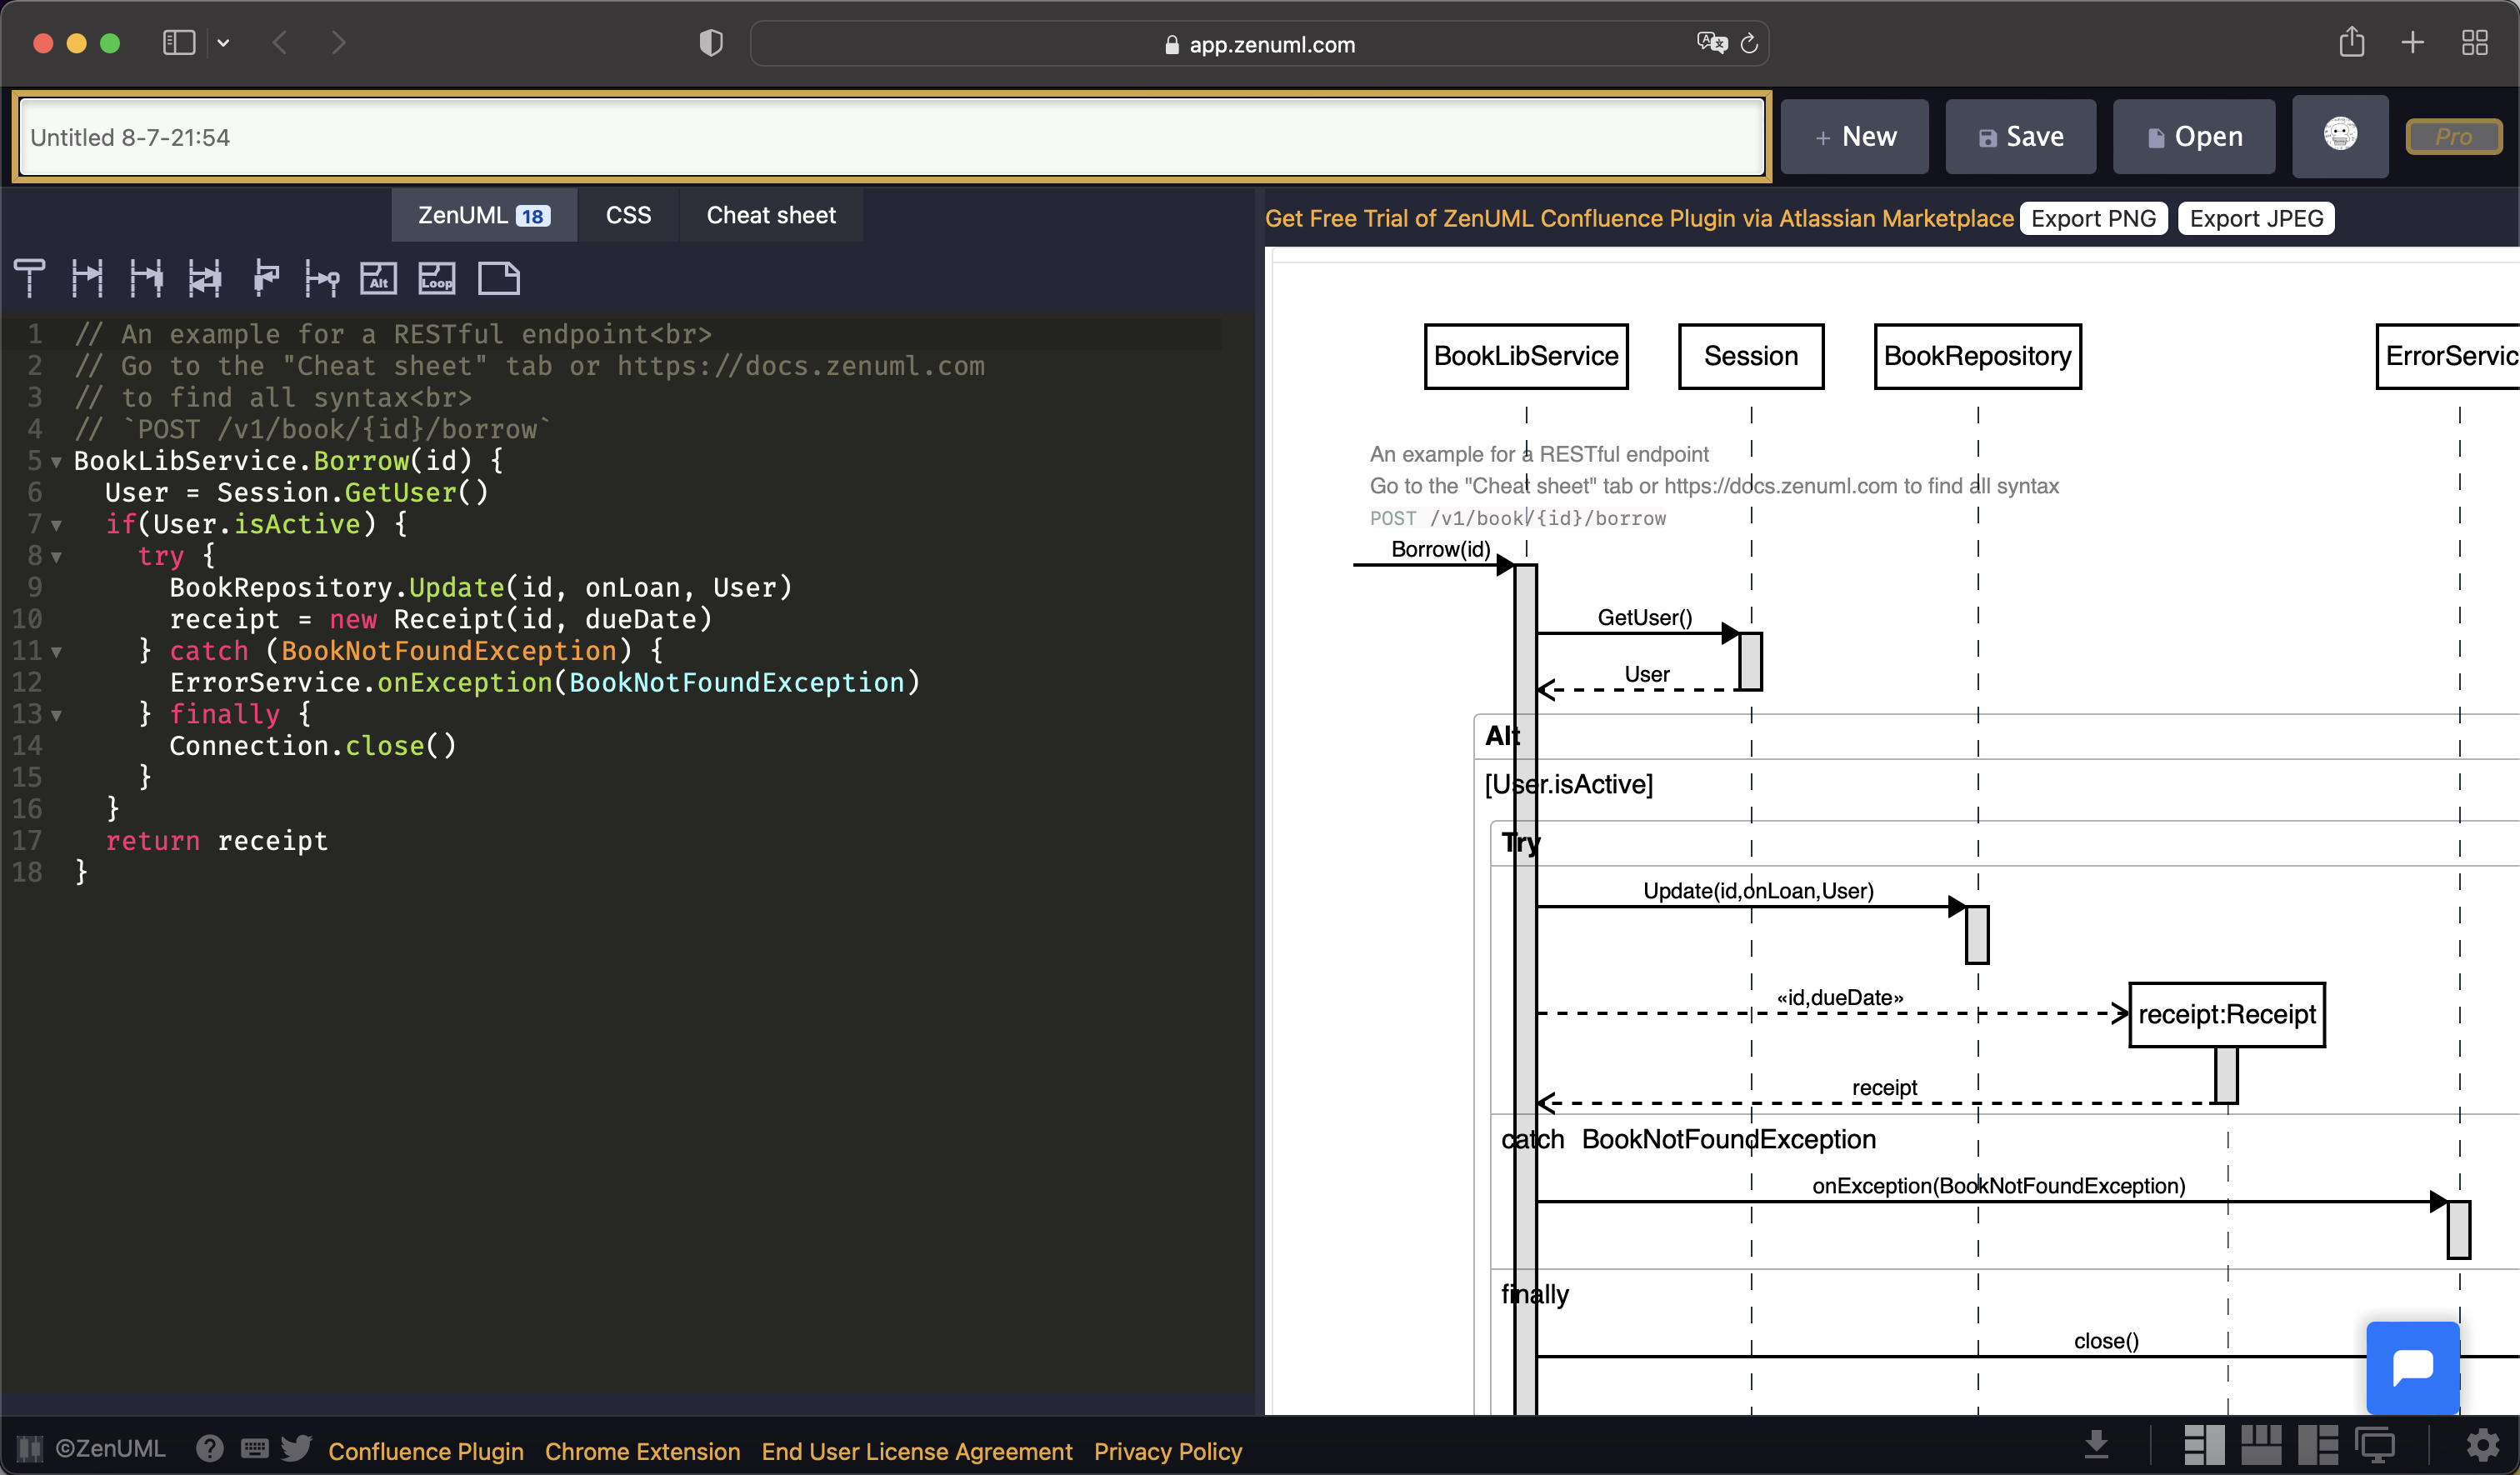 app.zenuml.com
Untitled 8-7-21:54
+ New
Save
Open
Pro
ZenUML 18
CSS
Cheat sheet
Get Free Trial of ZenUML Confluence Plugin via Atlassian Marketplace
Export PNG
Export JPEG
Alt
Loop
1 // An example for a RESTful endpoint<br>
2 // Go to the "Cheat sheet" tab or https://docs.zenuml.com
3 // to find all syntax<br>
4 // `POST /v1/book/{id}/borrow`
5 BookLibService.Borrow(id) {
6 User = Session.GetUser()
7 if(User.isActive) {
8 try {
9 BookRepository.Update(id, onLoan, User)
10 receipt = new Receipt(id, dueDate)
11 } catch (BookNotFoundException) {
12 ErrorService.onException(BookNotFoundException)
13 } finally {
14 Connection.close()
15 }
16 }
17 return receipt
18 }
BookLibService
Session
BookRepository
ErrorServic
An example for a RESTful endpoint
Go to the "Cheat sheet" tab or https://docs.zenuml.com to find all syntax
POST /v1/book/{id}/borrow
Borrow(id)
GetUser()
User
Alt
[User.isActive]
Try
Update(id,onLoan,User)
«id,dueDate»
receipt:Receipt
receipt
catch BookNotFoundException
onException(BookNotFoundException)
finally
close()
©ZenUML
Confluence Plugin
Chrome Extension
End User License Agreement
Privacy Policy